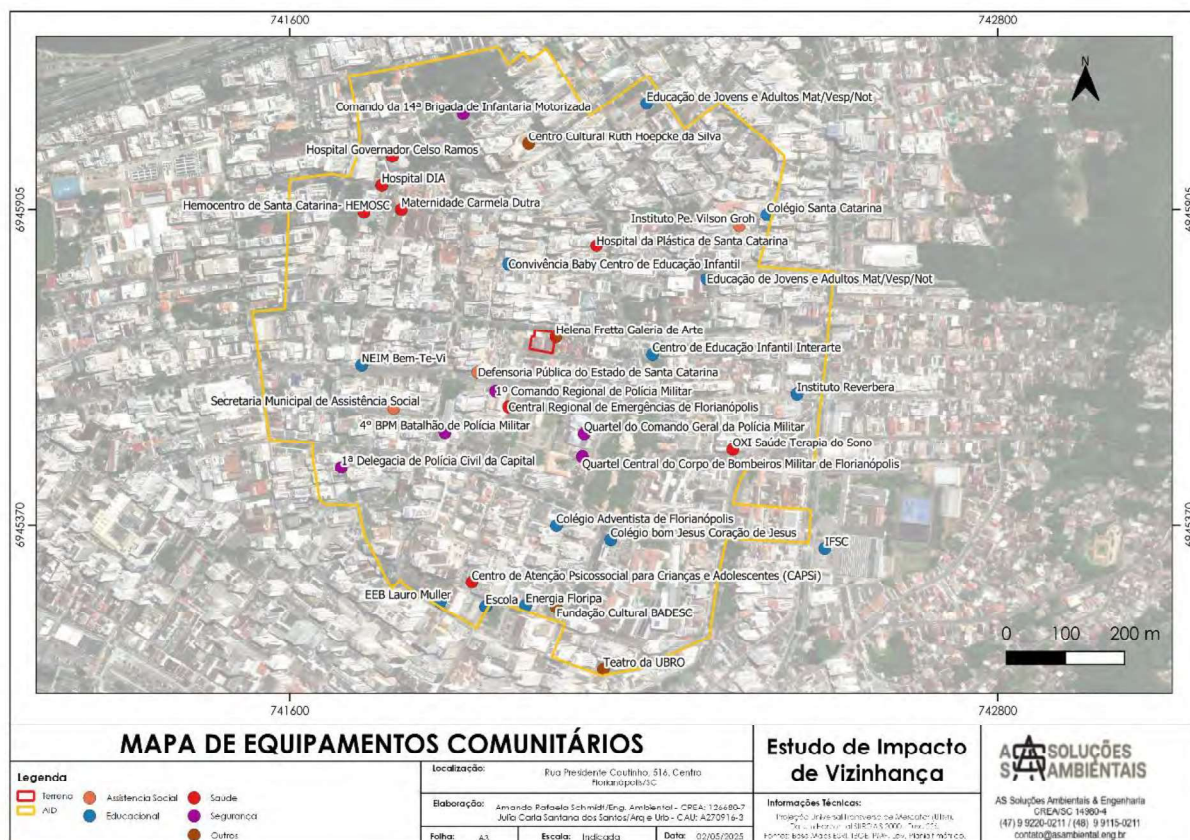 741600
742800
N
Comando da 14ª Brigada de Infantaria Motorizada
Educação de Jovens e Adultos Mat/Vesp/Not
Centro Cultural Ruth Hoepcke da Silva
Hospital Governador Celso Ramos
Hospital DIA
Hemocentro de Santa Catarina- HEMOSC
Maternidade Carmela Dutra
Colégio Santa Catarina
Instituto Pe. Vilson Groh
6945905
6945905
Hospital da Plástica de Santa Catarina
Convivência Baby Centro de Educação Infantil
Educação de Jovens e Adultos Mat/Vesp/Not
Helena Fretta Galeria de Arte
Centro de Educação Infantil Interarte
NEIM Bem-Te-Vi
Defensoria Pública do Estado de Santa Catarina
1º Comando Regional de Polícia Militar
Instituto Reverbera
Secretaria Municipal de Assistência Social
Central Regional de Emergências de Florianópolis
4º BPM Batalhão de Polícia Militar
Quartel do Comando Geral da Polícia Militar
OXI Saúde Terapia do Sono
1ª Delegacia de Polícia Civil da Capital
Quartel Central do Corpo de Bombeiros Militar de Florianópolis
6945370
6945370
Colégio Adventista de Florianópolis
Colégio bom Jesus Coração de Jesus
IFSC
Centro de Atenção Psicossocial para Crianças e Adolescentes (CAPSi)
EEB Lauro Muller
Escola
Energia Floripa
Fundação Cultural BADESC
Teatro da UBRO
0 100 200 m
741600
742800
MAPA DE EQUIPAMENTOS COMUNITÁRIOS
Legenda
Terreno
AID
Assistencia Social
Educacional
Saúde
Segurança
Outros
Localização:
Rua Presidente Coutinho, 516, Centro
Florianópolis/SC
Elaboração:
Amanda Rafaela Schmidt/Eng. Ambiental - CREA: 126680-7
Julia Carla Santana dos Santos/Arq e Urb - CAU: A270916-3
Folha: A3
Escala: Indicada
Data: 02/05/2025
Estudo de Impacto
de Vizinhança
Informações Técnicas:
Projeção Universal Transversa de Mercator (UTM),
AS SOLUÇÕES
AMBIENTAIS
AS Soluções Ambientais & Engenharia
CREA/SC 14980-4
(47) 9 9220-0211 / (48) 9 9115-0211
contato@asambiental.eng.br